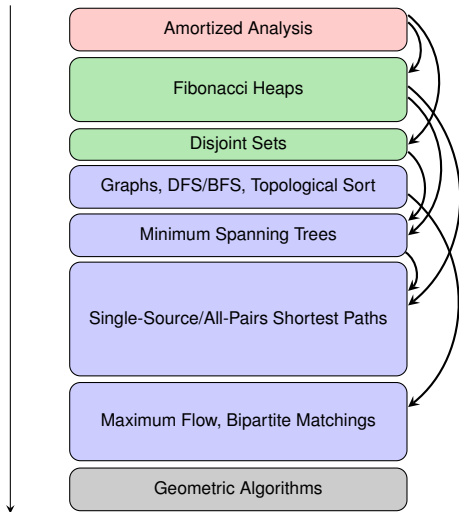 Amortized Analysis
Fibonacci Heaps
Disjoint Sets
Graphs, DFS/BFS, Topological Sort
Minimum Spanning Trees
Single-Source/All-Pairs Shortest Paths
Maximum Flow, Bipartite Matchings
Geometric Algorithms